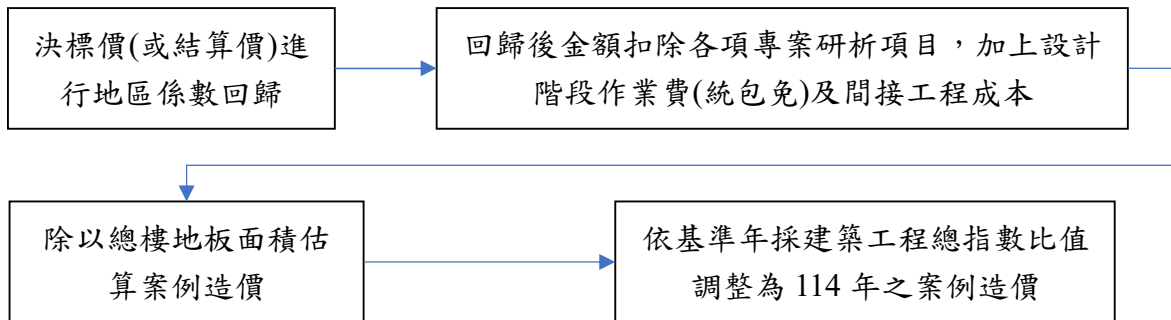 決標價(或結算價)進
行地區係數回歸
回歸後金額扣除各項專案研析項目，加上設計
階段作業費(統包免)及間接工程成本
除以總樓地板面積估
算案例造價
依基準年採建築工程總指數比值
調整為 114 年之案例造價